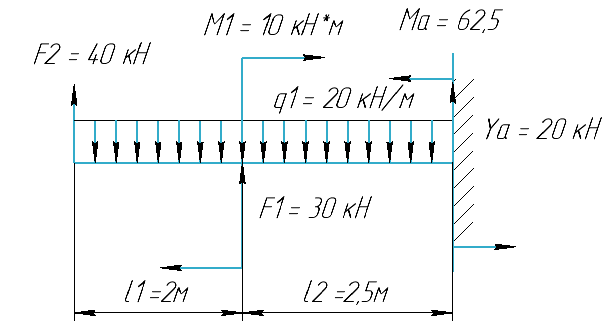 M1 = 10 кН*м
Ma = 62,5
F2 = 40 кН
q1 = 20 кН/м
Ya = 20 кН
F1 = 30 кН
l1 =2м
l2 =2,5м